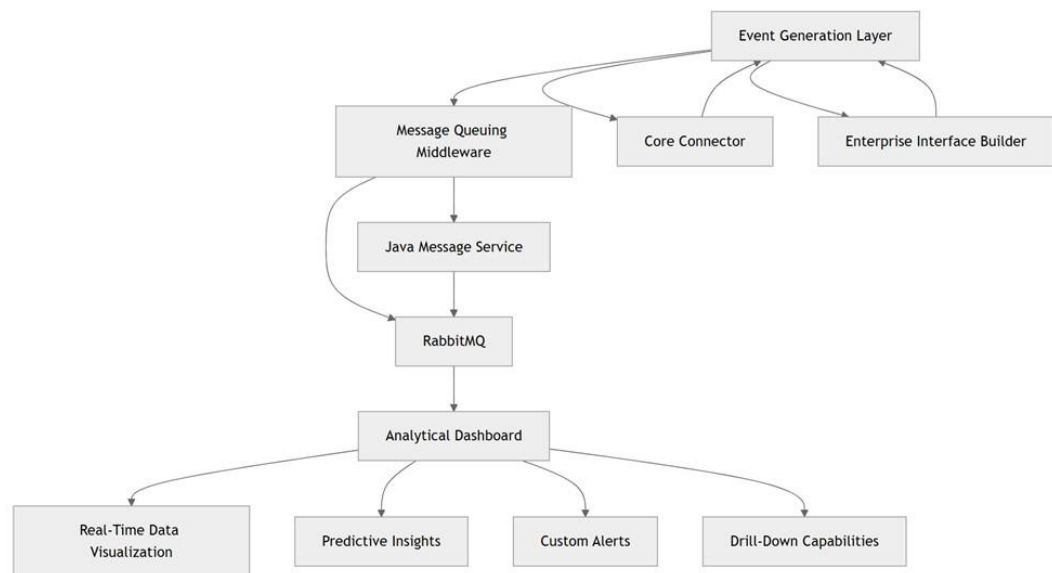 Event Generation Layer
Message Queuing
Middleware
Core Connector
Enterprise Interface Builder
Java Message Service
RabbitMQ
Analytical Dashboard
Real-Time Data
Visualization
Predictive Insights
Custom Alerts
Drill-Down Capabilities